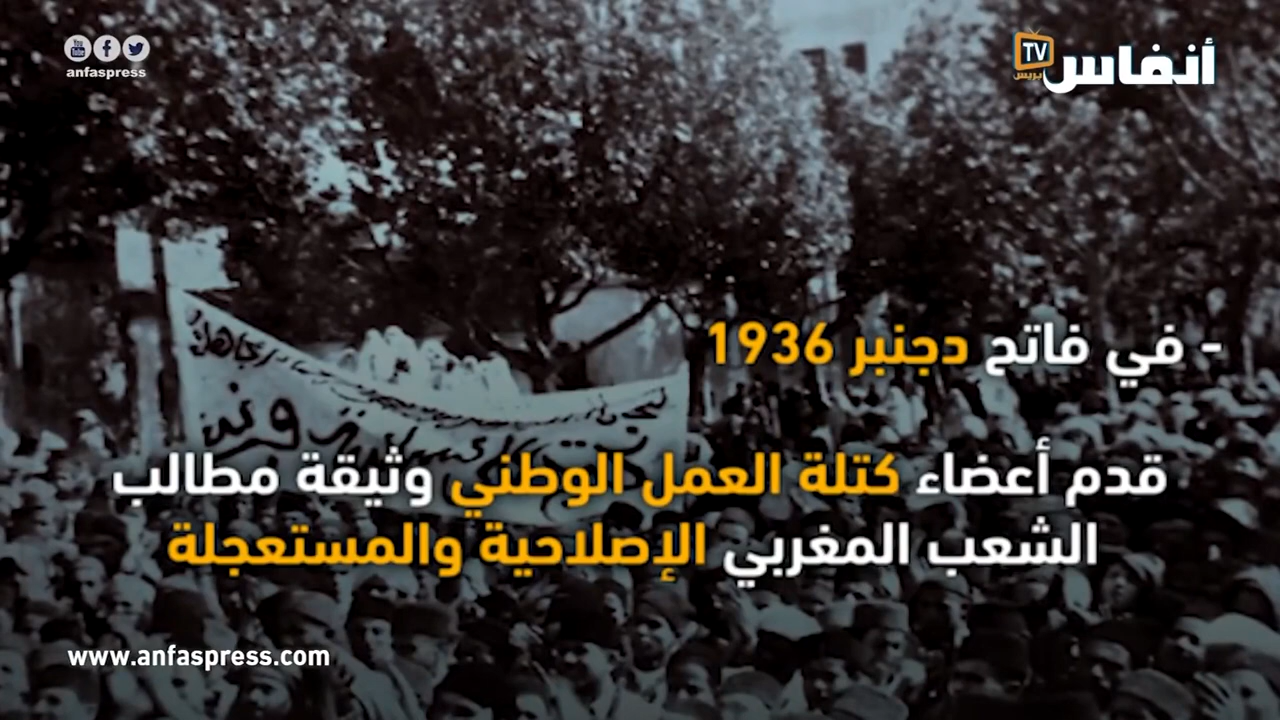 anfaspress
أنفاس
TV
بريس
- في فاتح دجنبر 1936
قدم أعضاء كتلة العمل الوطني وثيقة مطالب
الشعب المغربي الإصلاحية والمستعجلة
www.anfaspress.com